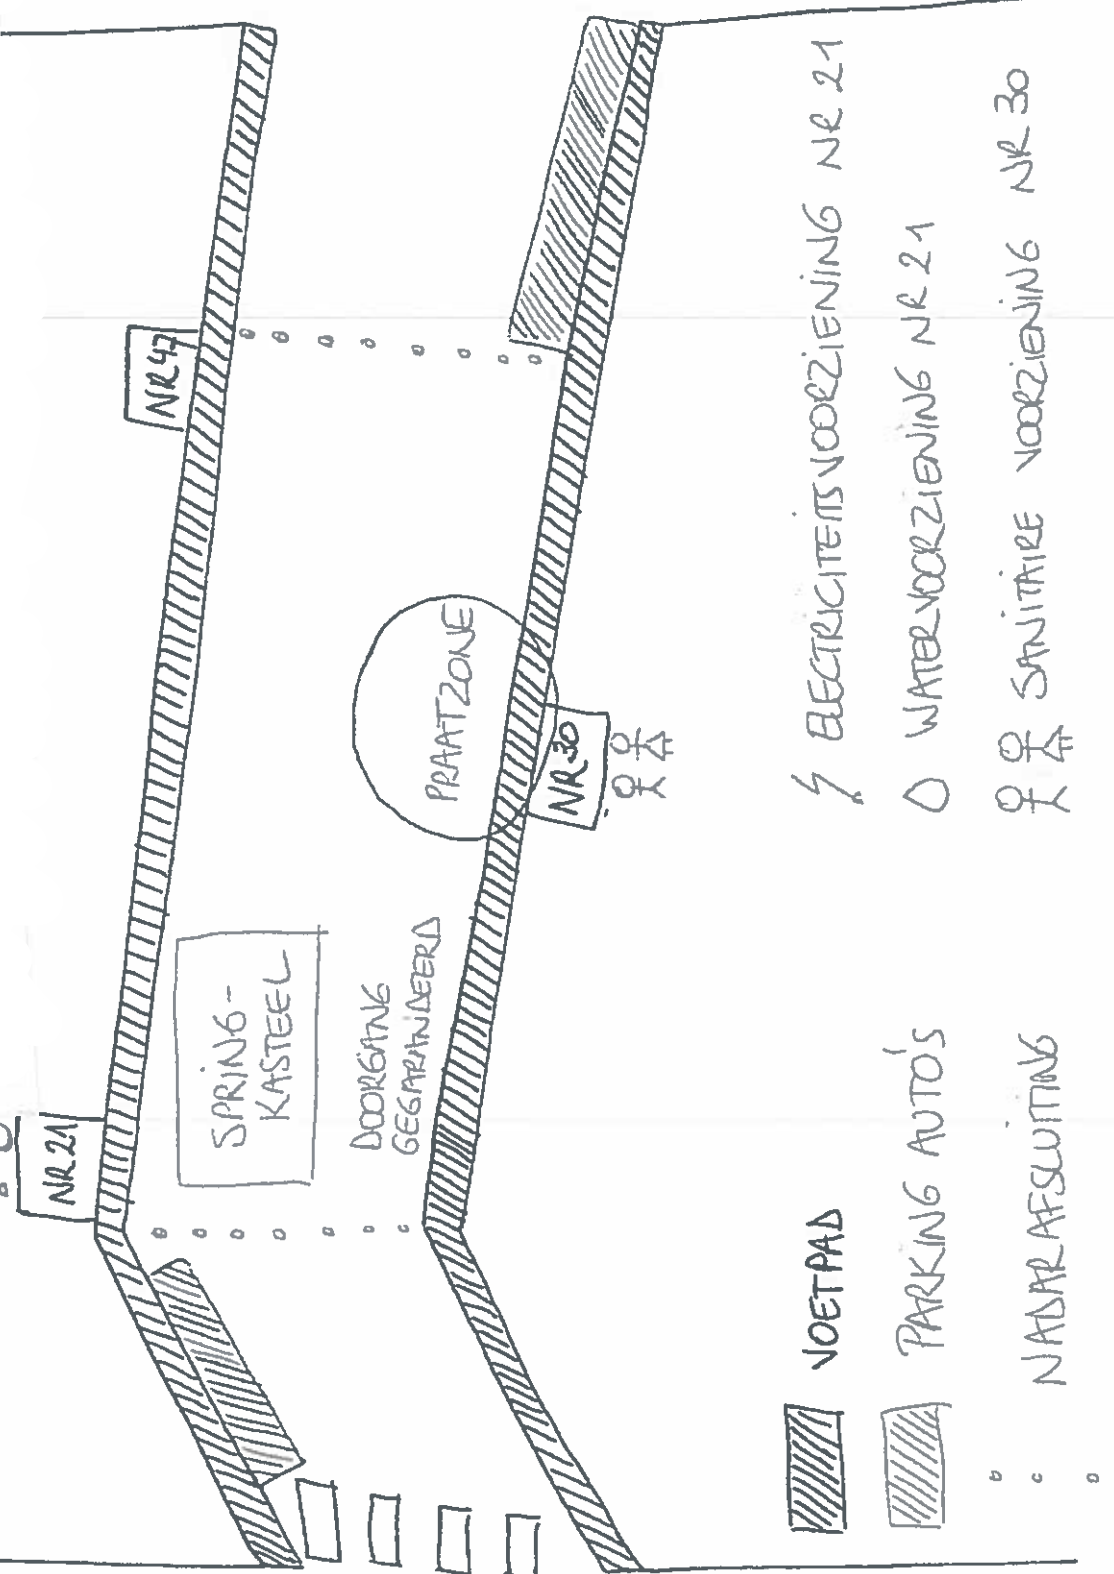 NR 21
NR 47
SPRING-
KASTEEL
DOORGANG
GEGARANDEERD
PRAATZONE
NR 30
VOETPAD
PARKING AUTO'S
NADARAFSLUITING
ELECTRICITEITSVOORZIENING NR 21
WATERVOORZIENING NR 21
SANITAIRE VOORZIENING NR 30